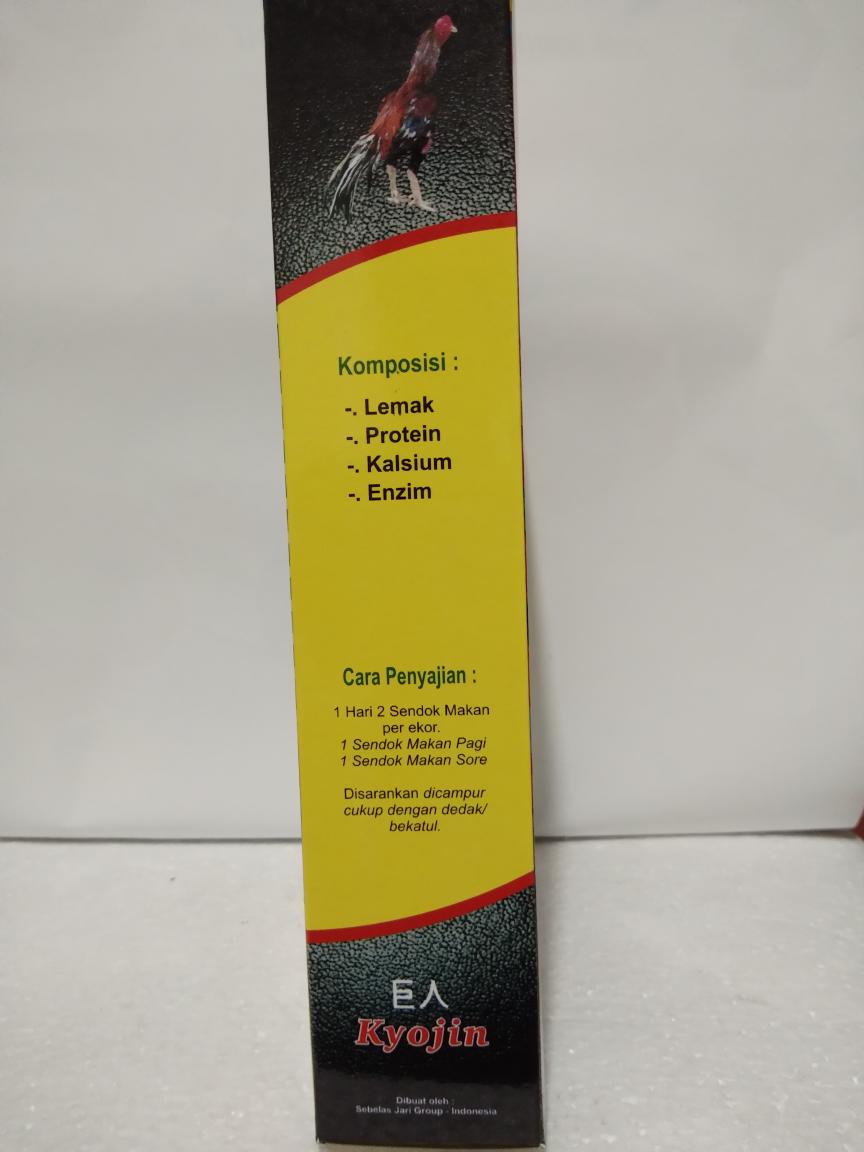 Komposisi :
-. Lemak
-. Protein
-. Kalsium
-. Enzim
Cara Penyajian :
1 Hari 2 Sendok Makan
per ekor.
1 Sendok Makan Pagi
1 Sendok Makan Sore
Disarankan dicampur
cukup dengan dedak/
bekatul.
巨人
Kyojin
Dibuat oleh :
Sebelas Jari Group - Indonesia